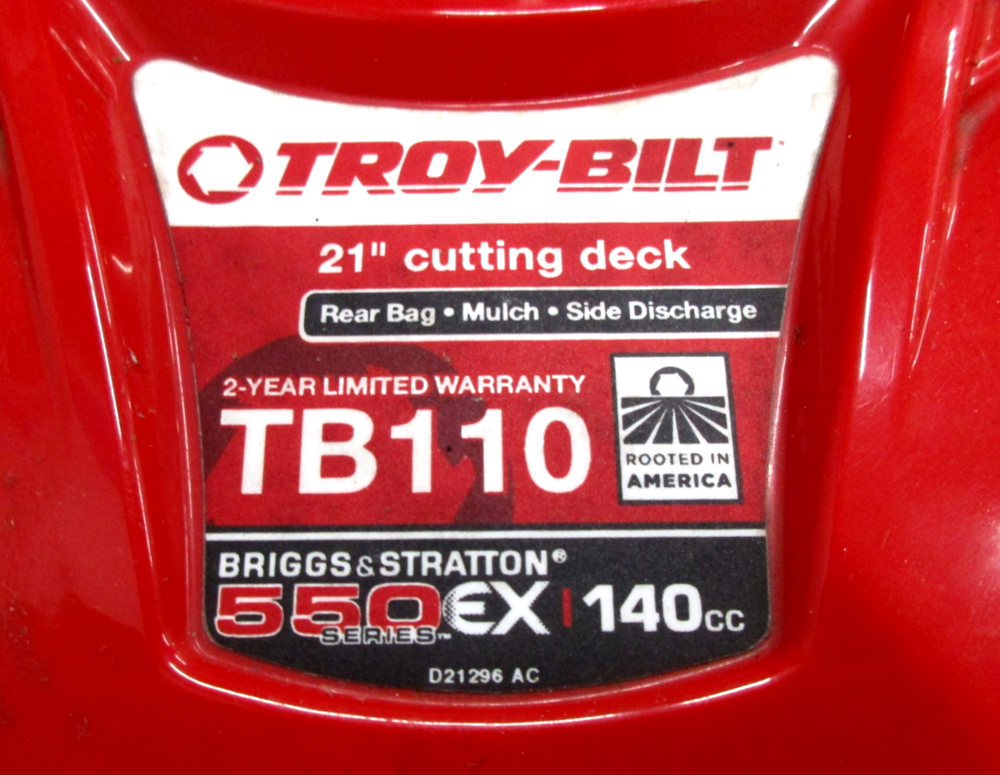 TROY-BILT
21" cutting deck
Rear Bag • Mulch • Side Discharge
2-YEAR LIMITED WARRANTY
TB110
ROOTED IN
AMERICA
BRIGGS & STRATTON®
550 EX | 140cc
SERIES™
D21296 AC